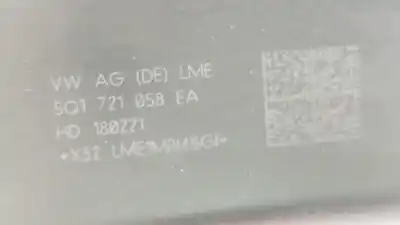 VW AG (DE) LME
5Q1 721 058 EA
HD 180221